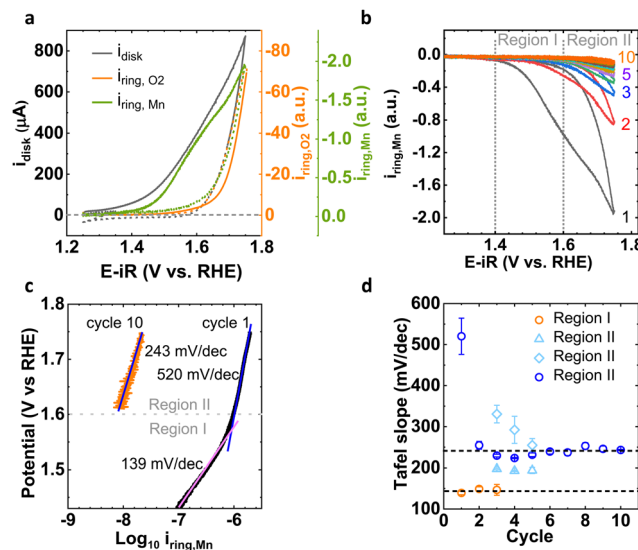 a
i_disk
i_ring, O2
i_ring, Mn
800
600
400
200
0
i_disk (μA)
1.2
1.4
1.6
1.8
E-iR (V vs. RHE)
-80
-60
-40
-20
0
i_ring,O2 (a.u.)
-2.0
-1.5
-1.0
-0.5
0.0
i_ring,Mn (a.u.)
b
Region I
Region II
0.0
-0.4
-0.8
-1.2
-1.6
-2.0
i_ring,Mn (a.u.)
10
5
3
2
1
1.4
1.6
E-iR (V vs. RHE)
c
cycle 10
cycle 1
243 mV/dec
520 mV/dec
Region II
Region I
139 mV/dec
1.8
1.7
1.6
1.5
Potential (V vs RHE)
-9
-8
-7
-6
Log₁₀ i_ring,Mn
d
Region I
Region II
Region II
Region II
600
500
400
300
200
100
Tafel slope (mV/dec)
0
2
4
6
8
10
Cycle